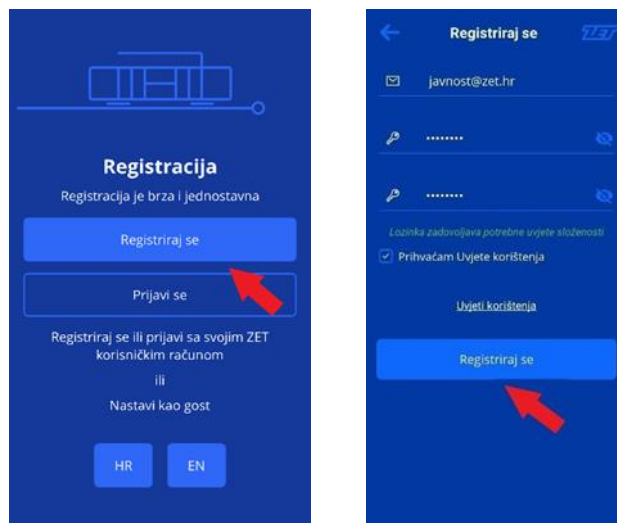 Registracija
Registracija je brza i jednostavna
Registriraj se
Prijavi se
Registriraj se ili prijavi sa svojim ZET
korisničkim računom
ili
Nastavi kao gost
HR
EN
Registriraj se
ZET
javnost@zet.hr
••••••••
••••••••
Lozinka zadovoljava potrebne uvjete složenosti
Prihvaćam Uvjete korištenja
Uvjeti korištenja
Registriraj se